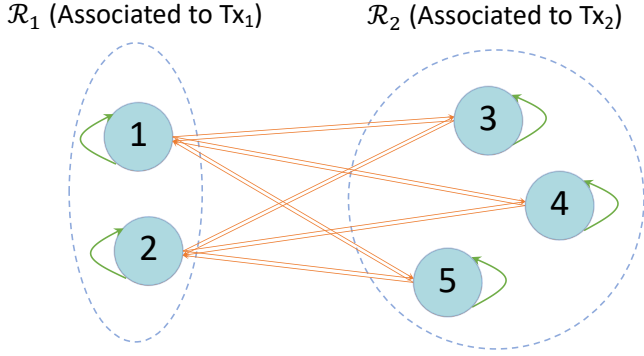 ℛ₁ (Associated to Tx₁)
ℛ₂ (Associated to Tx₂)
1
3
4
2
5